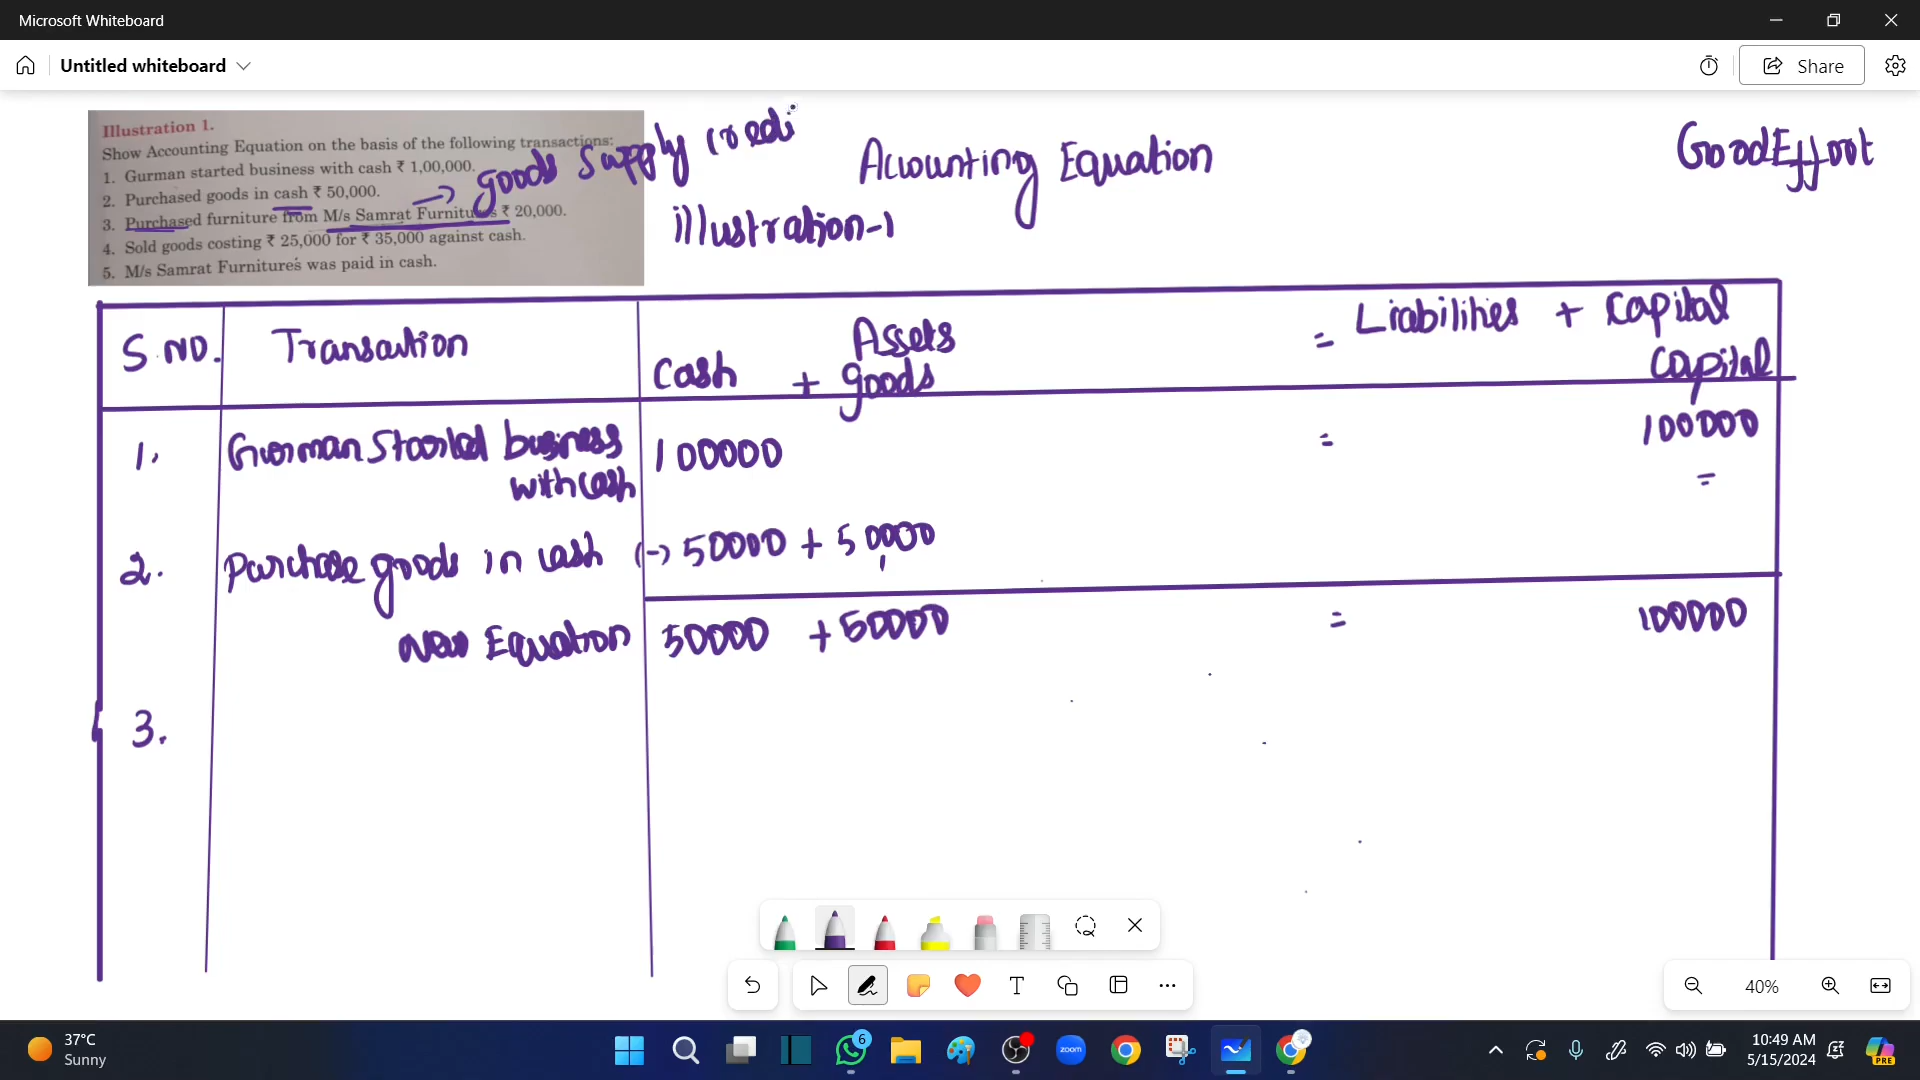 Microsoft Whiteboard
Untitled whiteboard
Share
Illustration 1.
Show Accounting Equation on the basis of the following transactions:
1. Gurman started business with cash ₹ 1,00,000.
2. Purchased goods in cash ₹ 50,000.
3. Purchased furniture from M/s Samrat Furnitures ₹ 20,000.
4. Sold goods costing ₹ 25,000 for ₹ 35,000 against cash.
5. M/s Samrat Furnitures was paid in cash.
→ goods supply credi
Accounting Equation
illustration-1
GoodEffort
S.NO. Transaction Assets = Liabilities + Capital
Cash + goods Capital
1. Gurman Started business 100000 = 100000
with cash =
2. Purchase goods in cash (-) 50000 + 50000
New Equation 50000 + 50000 = 100000
3.
40%
37°C
Sunny
6
zoom
10:49 AM
5/15/2024
PRE